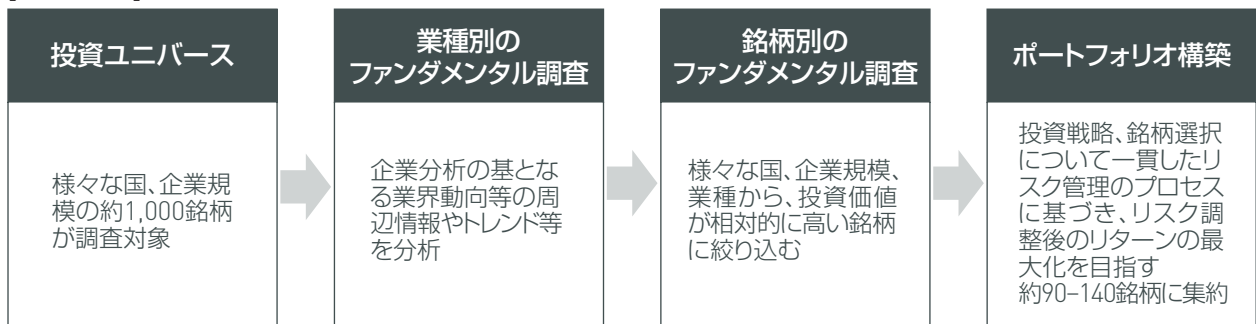 投資ユニバース
様々な国、企業規
模の約1,000銘柄
が調査対象
業種別の
ファンダメンタル調査
企業分析の基とな
る業界動向等の周
辺情報やトレンド等
を分析
銘柄別の
ファンダメンタル調査
様々な国、企業規模、
業種から、投資価値
が相対的に高い銘柄
に絞り込む
ポートフォリオ構築
投資戦略、銘柄選択
について一貫したリ
スク管理のプロセス
に基づき、リスク調
整後のリターンの最
大化を目指す
約90–140銘柄に集約